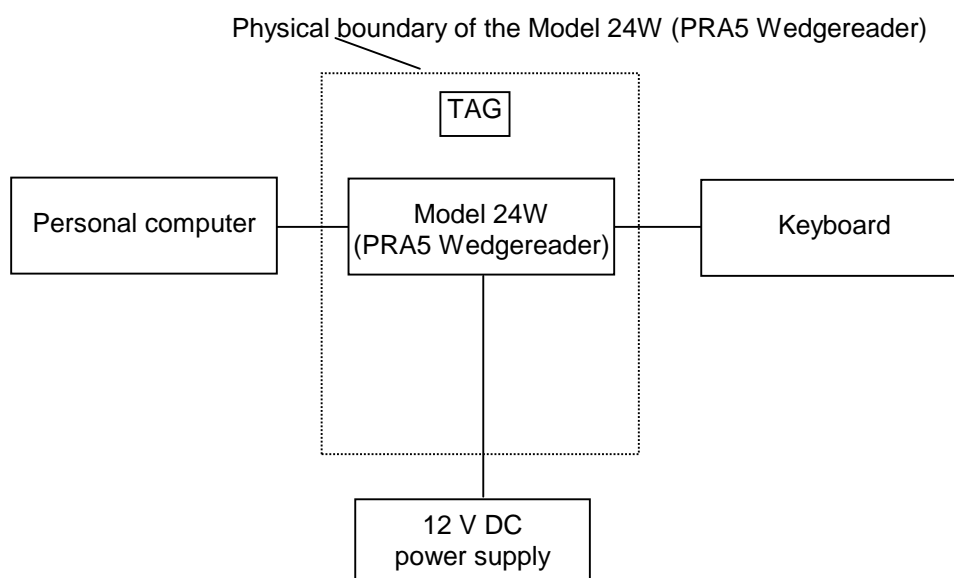 Physical boundary of the Model 24W (PRA5 Wedgereader)
TAG
Personal computer
Model 24W
(PRA5 Wedgereader)
Keyboard
12 V DC
power supply